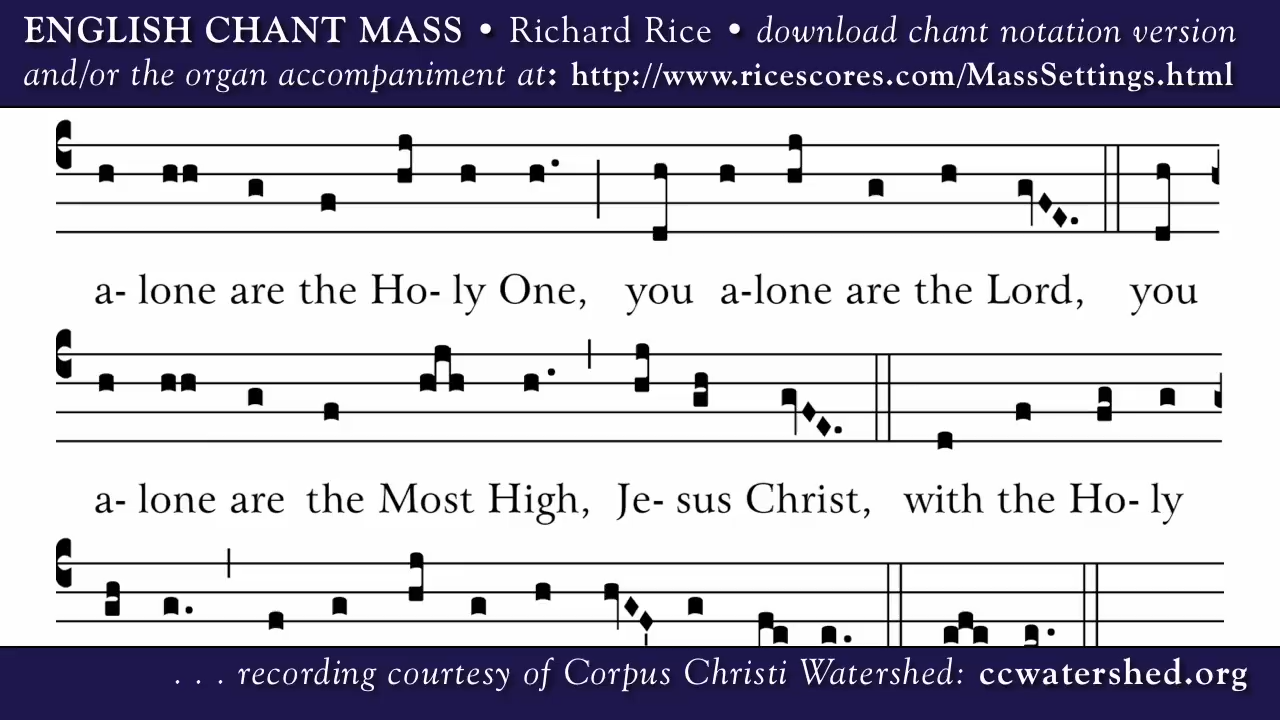 ENGLISH CHANT MASS • Richard Rice • download chant notation version
and/or the organ accompaniment at: http://www.ricescores.com/MassSettings.html
a- lone are the Ho- ly One, you a-lone are the Lord, you
a- lone are the Most High, Je- sus Christ, with the Ho- ly
. . . recording courtesy of Corpus Christi Watershed: ccwatershed.org